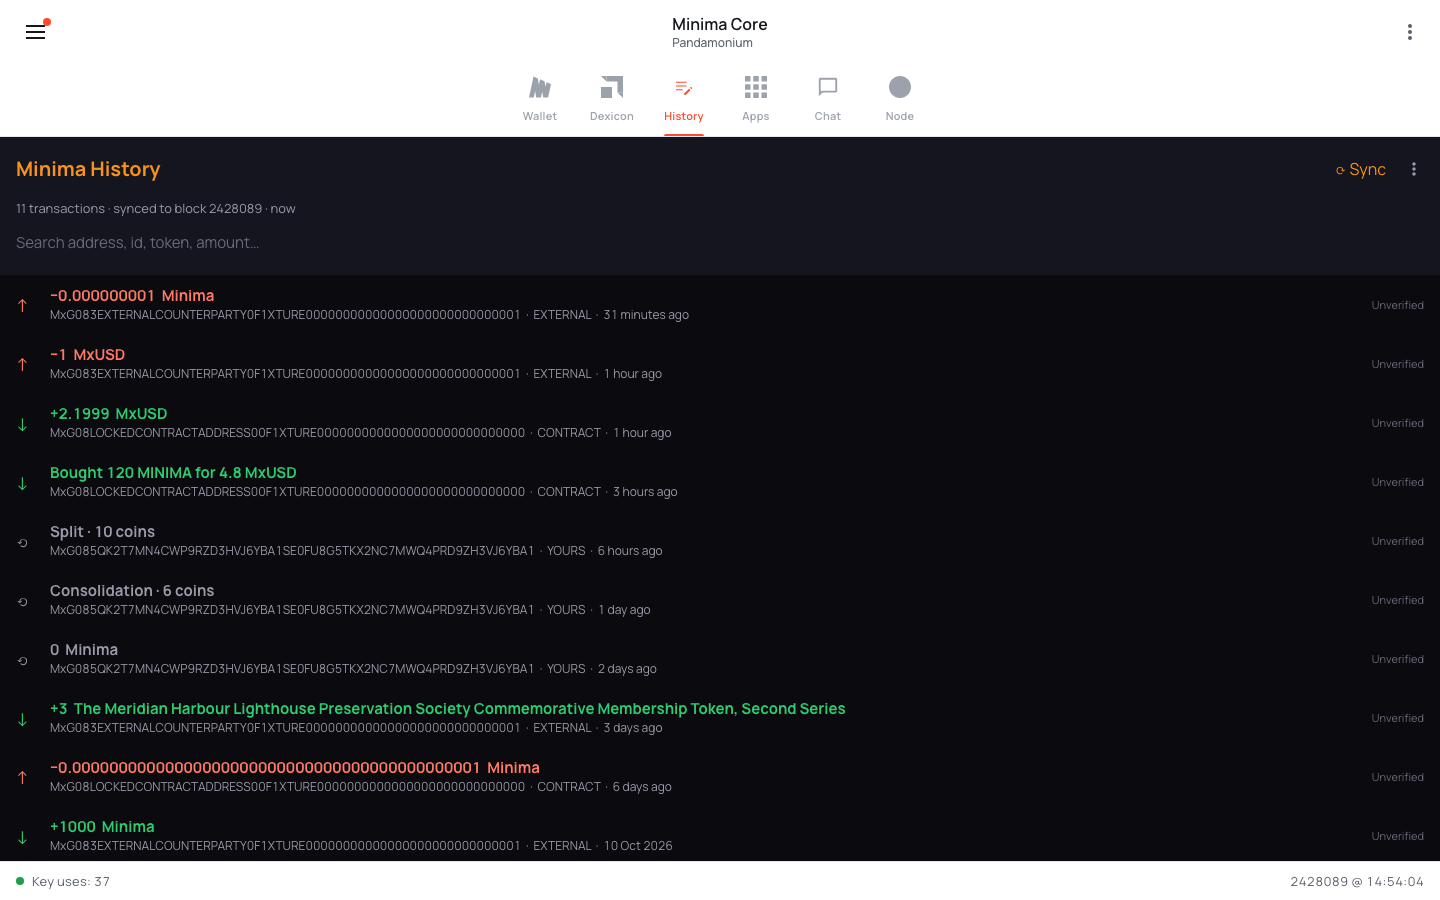 Minima Core
Pandamonium
Wallet
Dexicon
History
Apps
Chat
Node
Minima History
Sync
11 transactions · synced to block 2428089 · now
Search address, id, token, amount...
−0.000000001 Minima
MxG083EXTERNALCOUNTERPARTY0F1XTURE00000000000000000000000000001 · EXTERNAL · 31 minutes ago
Unverified
−1 MxUSD
MxG083EXTERNALCOUNTERPARTY0F1XTURE00000000000000000000000000001 · EXTERNAL · 1 hour ago
Unverified
+2.1999 MxUSD
MxG08LOCKEDCONTRACTADDRESS00F1XTURE0000000000000000000000000000 · CONTRACT · 1 hour ago
Unverified
Bought 120 MINIMA for 4.8 MxUSD
MxG08LOCKEDCONTRACTADDRESS00F1XTURE0000000000000000000000000000 · CONTRACT · 3 hours ago
Unverified
Split · 10 coins
MxG085QK2T7MN4CWP9RZD3HVJ6YBA1SE0FU8G5TKX2NC7MWQ4PRD9ZH3VJ6YBA1 · YOURS · 6 hours ago
Unverified
Consolidation · 6 coins
MxG085QK2T7MN4CWP9RZD3HVJ6YBA1SE0FU8G5TKX2NC7MWQ4PRD9ZH3VJ6YBA1 · YOURS · 1 day ago
Unverified
0 Minima
MxG085QK2T7MN4CWP9RZD3HVJ6YBA1SE0FU8G5TKX2NC7MWQ4PRD9ZH3VJ6YBA1 · YOURS · 2 days ago
Unverified
+3 The Meridian Harbour Lighthouse Preservation Society Commemorative Membership Token, Second Series
MxG083EXTERNALCOUNTERPARTY0F1XTURE00000000000000000000000000001 · EXTERNAL · 3 days ago
Unverified
−0.00000000000000000000000000000000000000000001 Minima
MxG08LOCKEDCONTRACTADDRESS00F1XTURE0000000000000000000000000000 · CONTRACT · 6 days ago
Unverified
+1000 Minima
MxG083EXTERNALCOUNTERPARTY0F1XTURE00000000000000000000000000001 · EXTERNAL · 10 Oct 2026
Unverified
Key uses: 37
2428089 @ 14:54:04